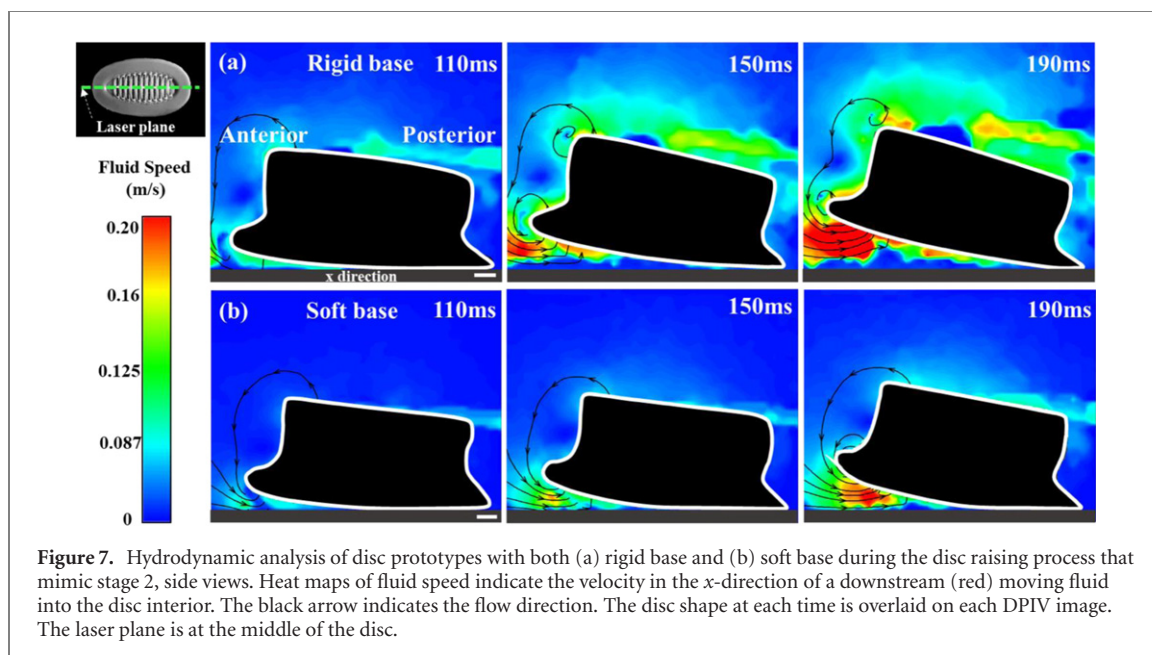 (a) Rigid base 110ms
150ms
190ms
Laser plane
Anterior
Posterior
Fluid Speed
(m/s)
0.20
0.16
0.125
0.087
0
x direction
(b) Soft base 110ms
150ms
190ms
Figure 7. Hydrodynamic analysis of disc prototypes with both (a) rigid base and (b) soft base during the disc raising process that
mimic stage 2, side views. Heat maps of fluid speed indicate the velocity in the x-direction of a downstream (red) moving fluid
into the disc interior. The black arrow indicates the flow direction. The disc shape at each time is overlaid on each DPIV image.
The laser plane is at the middle of the disc.